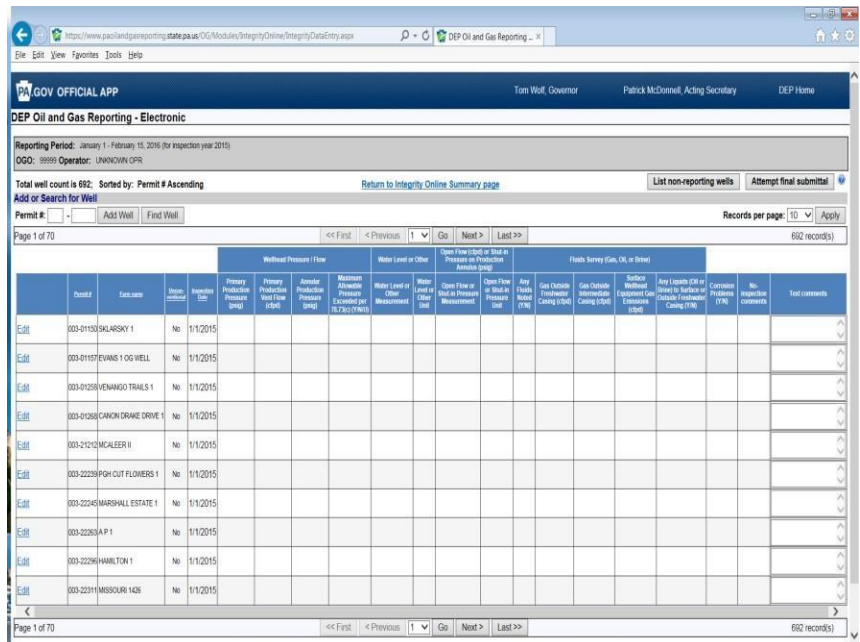 https://www.paoilandgasreporting.state.pa.us/OG/Modules/IntegrityOnline/IntegrityDataEntry.aspx
DEP Oil and Gas Reporting ...
File Edit View Favorites Tools Help
PA.GOV OFFICIAL APP Tom Wolf, Governor Patrick McDonnell, Acting Secretary DEP Home
DEP Oil and Gas Reporting - Electronic
Reporting Period: January 1 - February 15, 2016 (for inspection year 2015)
OGO: 99999 Operator: UNKNOWN OPR
Total well count is 692; Sorted by: Permit # Ascending Return to Integrity Online Summary page List non-reporting wells Attempt final submittal
Add or Search for Well
Permit #: - Add Well Find Well Records per page: 10 Apply
Page 1 of 70 << First < Previous 1 Go Next > Last >> 692 record(s)
Wellhead Pressure / Flow
Water Level or Other
Open Flow (cfpd) or Shut-in Pressure on Production Annulus (psig)
Fluids Survey (Gas, Oil, or Brine)
Permit #
Farm name
Inspection Date
Primary Production Pressure (psig)
Primary Production Vent Flow (cfpd)
Annular Production Pressure (psig)
Maximum Allowable Pressure Exceeded per
Water Level or Other Measurement
Water Level or Other Unit
Open Flow or Shut-in Pressure Measurement
Open Flow or Shut-in Pressure Unit
Any Fluids Noted (Y/N)
Gas Outside Freshwater Casing (cfpd)
Gas Outside Intermediate Casing (cfpd)
Surface Wellhead Equipment Gas Emissions (cfpd)
Any Liquids (Oil or Brine) to Surface or Outside Freshwater Casing (Y/N)
Corrosion Problems (Y/N)
No-inspection comments
Text comments
Edit 003-01150 SKLARSKY 1 No 1/1/2015
Edit 003-01157 EVANS 1 OG WELL No 1/1/2015
Edit 003-01258 VENANGO TRAILS 1 No 1/1/2015
Edit 003-01268 CANON DRAKE DRIVE 1 No 1/1/2015
Edit 003-21212 MCALEER II No 1/1/2015
Edit 003-22239 PGH CUT FLOWERS 1 No 1/1/2015
Edit 003-22245 MARSHALL ESTATE 1 No 1/1/2015
Edit 003-22263 A P 1 No 1/1/2015
Edit 003-22296 HAMILTON 1 No 1/1/2015
Edit 003-22311 MISSOURI 1426 No 1/1/2015
Page 1 of 70 << First < Previous 1 Go Next > Last >> 692 record(s)